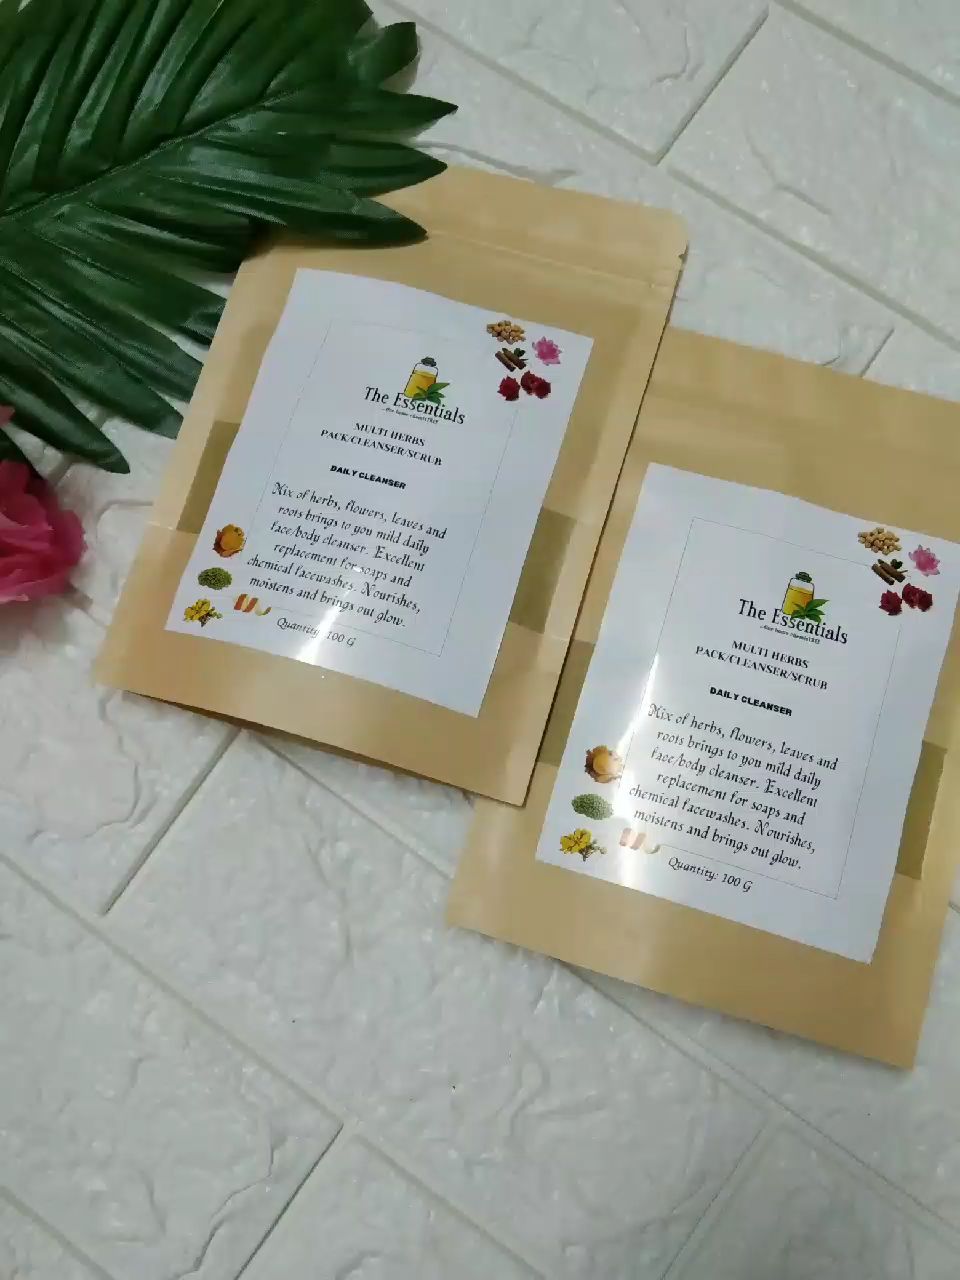 The Essentials
MULTI HERBS
PACK/CLEANSER/SCRUB
DAILY CLEANSER
Mix of herbs, flowers, leaves and
roots brings to you mild daily
face/body cleanser. Excellent
replacement for soaps and
chemical facewashes. Nourishes,
moistens and brings out glow.
Quantity: 100 G
The Essentials
MULTI HERBS
PACK/CLEANSER/SCRUB
DAILY CLEANSER
Mix of herbs, flowers, leaves and
roots brings to you mild daily
face/body cleanser. Excellent
replacement for soaps and
chemical facewashes. Nourishes,
moistens and brings out glow.
Quantity: 100 G